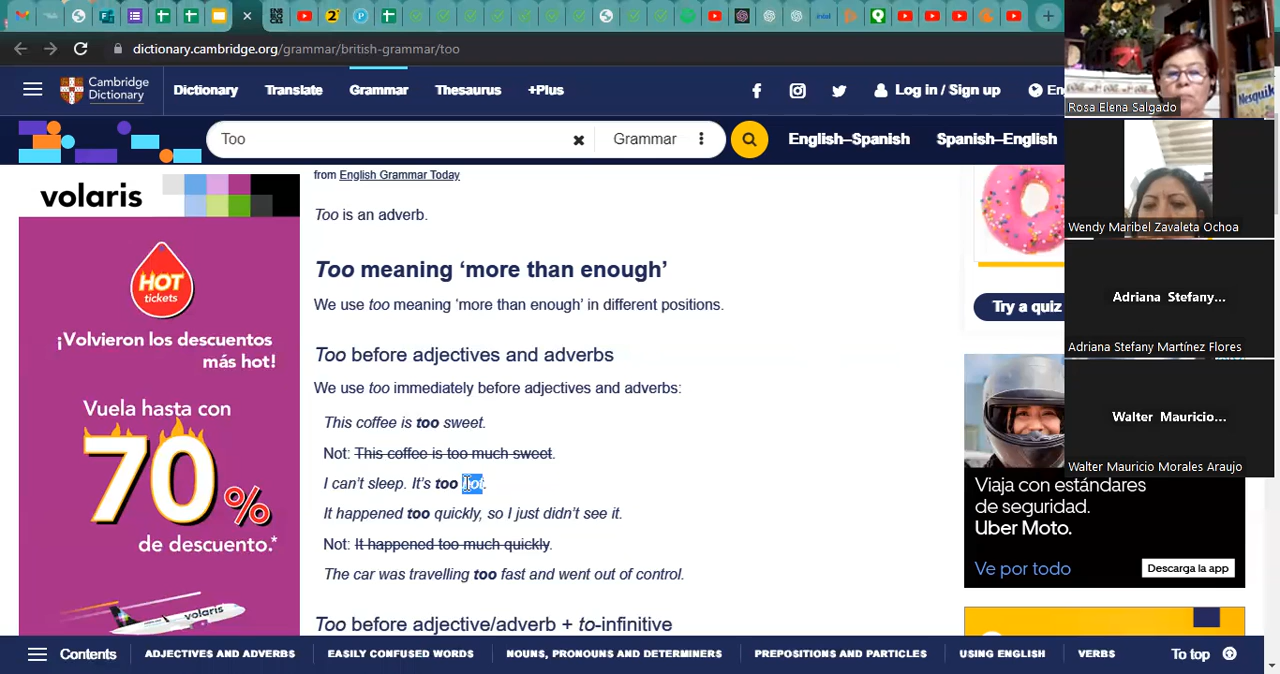 dictionary.cambridge.org/grammar/british-grammar/too
Cambridge
Dictionary
Dictionary
Translate
Grammar
Thesaurus
+Plus
Log in / Sign up
En
Too
Grammar
English–Spanish
Spanish–English
from English Grammar Today
Too is an adverb.
Too meaning ‘more than enough’
We use too meaning ‘more than enough’ in different positions.
Too before adjectives and adverbs
We use too immediately before adjectives and adverbs:
This coffee is too sweet.
Not: This coffee is too much sweet.
I can’t sleep. It’s too hot.
It happened too quickly, so I just didn’t see it.
Not: It happened too much quickly.
The car was travelling too fast and went out of control.
Too before adjective/adverb + to-infinitive
volaris
HOT
tickets
¡Volvieron los descuentos
más hot!
Vuela hasta con
70%
de descuento.*
volaris
Try a quiz
Viaja con estándares
de seguridad.
Uber Moto.
Ve por todo
Descarga la app
Nesquik
Rosa Elena Salgado
Wendy Maribel Zavaleta Ochoa
Adriana Stefany...
Adriana Stefany Martínez Flores
Walter Mauricio...
Walter Mauricio Morales Araujo
Contents
ADJECTIVES AND ADVERBS
EASILY CONFUSED WORDS
NOUNS, PRONOUNS AND DETERMINERS
PREPOSITIONS AND PARTICLES
USING ENGLISH
VERBS
To top